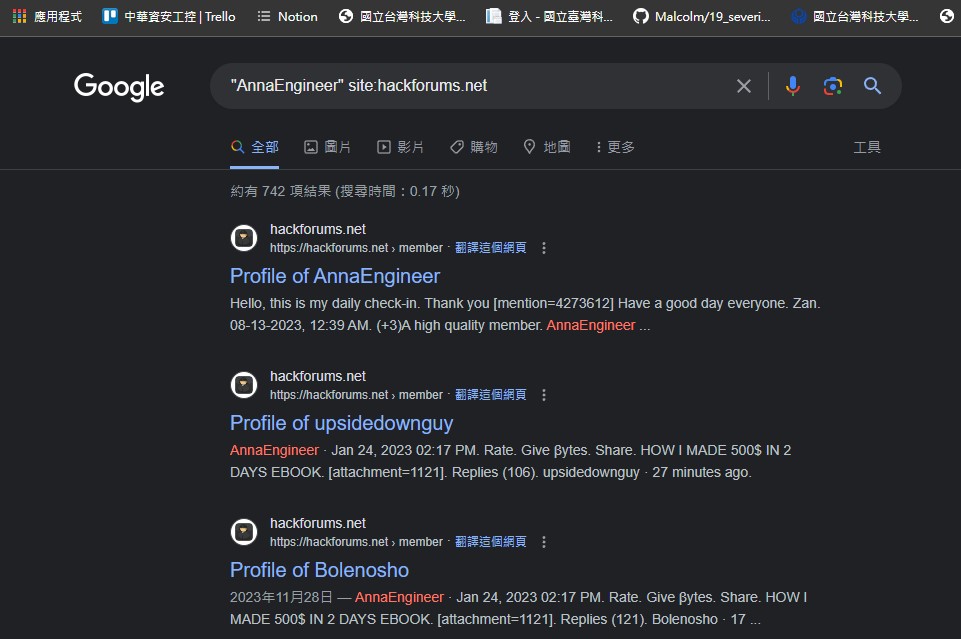 應用程式 中華資安工控 | Trello Notion 國立台灣科技大學... 登入 - 國立臺灣科... Malcolm/19_severi... 國立台灣科技大學...
Google
"AnnaEngineer" site:hackforums.net
全部 圖片 影片 購物 地圖 更多 工具
約有 742 項結果 (搜尋時間：0.17 秒)
hackforums.net
https://hackforums.net › member · 翻譯這個網頁
Profile of AnnaEngineer
Hello, this is my daily check-in. Thank you [mention=4273612] Have a good day everyone. Zan.
08-13-2023, 12:39 AM. (+3)A high quality member. AnnaEngineer ...
hackforums.net
https://hackforums.net › member · 翻譯這個網頁
Profile of upsidedownguy
AnnaEngineer · Jan 24, 2023 02:17 PM. Rate. Give βytes. Share. HOW I MADE 500$ IN 2
DAYS EBOOK. [attachment=1121]. Replies (106). upsidedownguy · 27 minutes ago.
hackforums.net
https://hackforums.net › member · 翻譯這個網頁
Profile of Bolenosho
2023年11月28日 — AnnaEngineer · Jan 24, 2023 02:17 PM. Rate. Give βytes. Share. HOW I
MADE 500$ IN 2 DAYS EBOOK. [attachment=1121]. Replies (121). Bolenosho · 17 ...